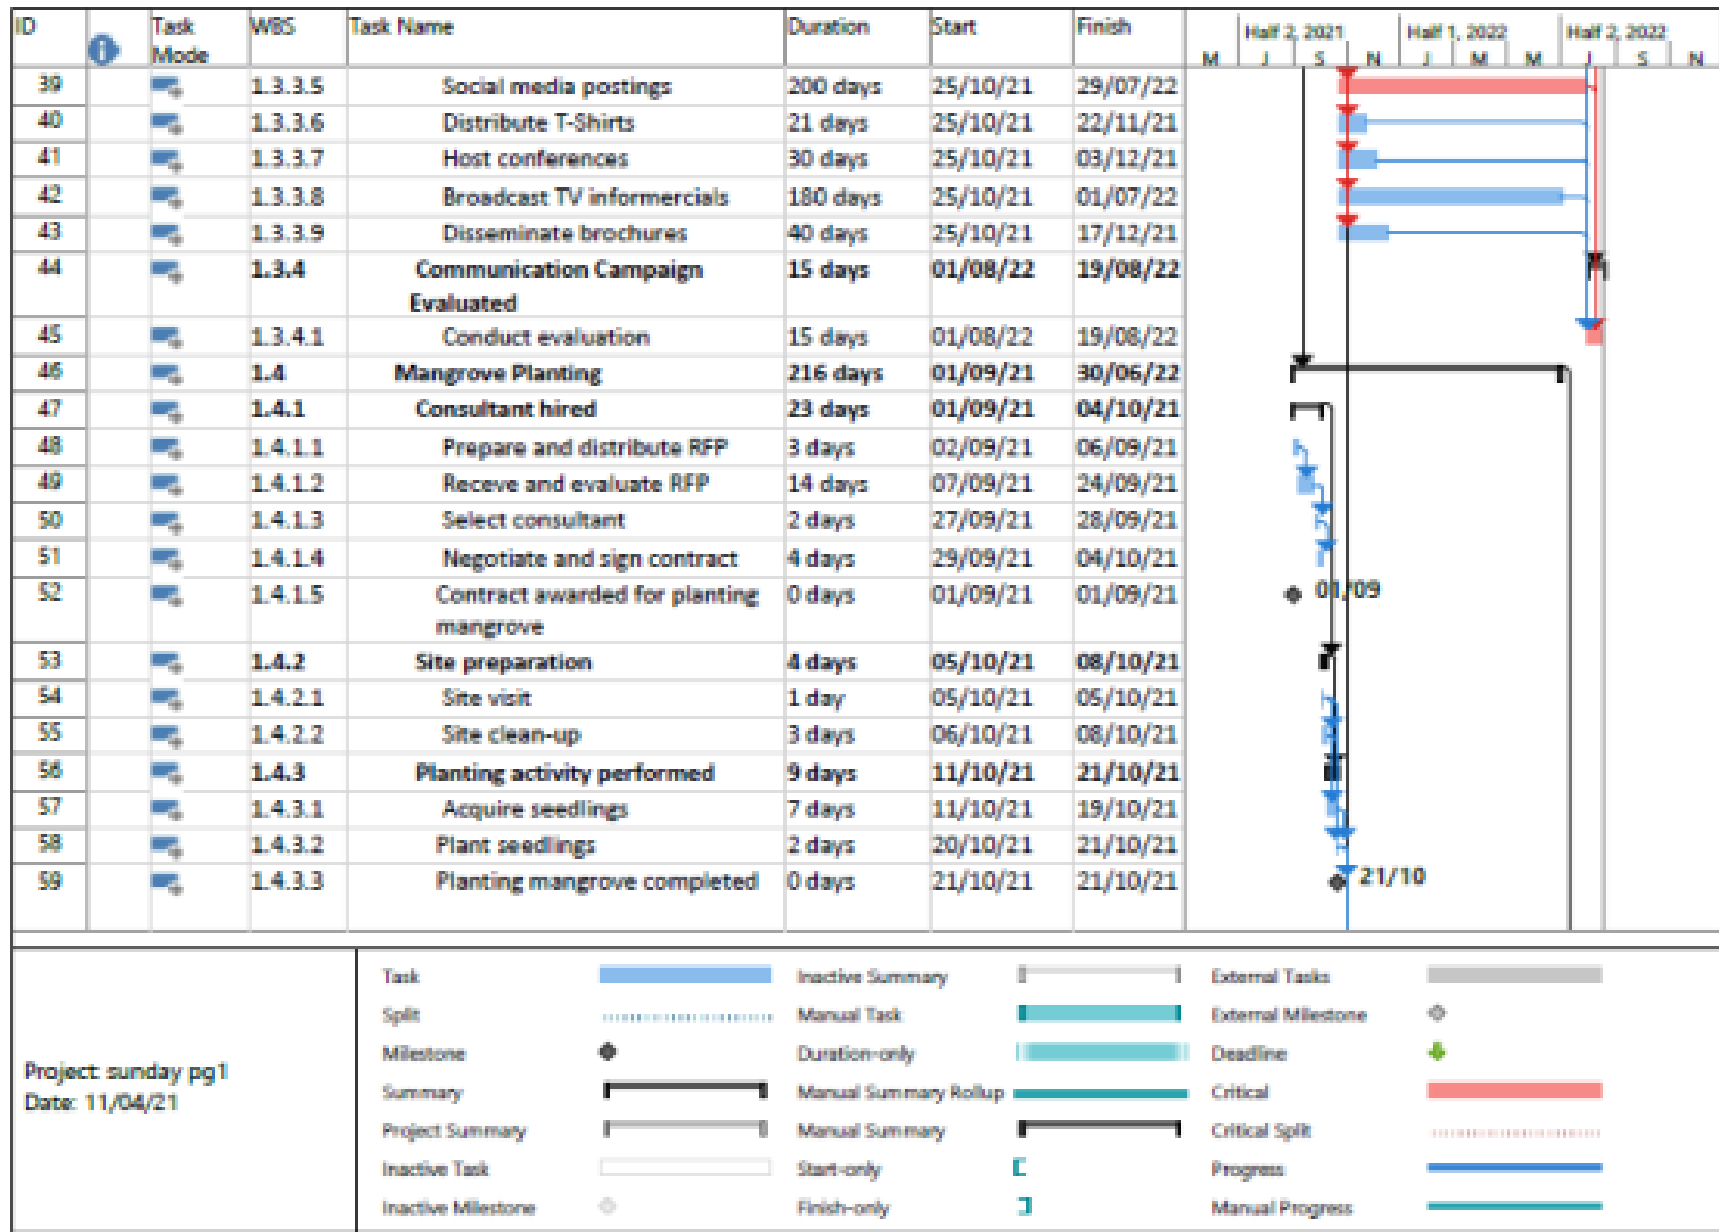 ID Task Mode WBS Task Name Duration Start Finish
Half 2, 2021 Half 1, 2022 Half 2, 2022
M J S N J M M J S N
39 1.3.3.5 Social media postings 200 days 25/10/21 29/07/22
40 1.3.3.6 Distribute T-Shirts 21 days 25/10/21 22/11/21
41 1.3.3.7 Host conferences 30 days 25/10/21 03/12/21
42 1.3.3.8 Broadcast TV informercials 180 days 25/10/21 01/07/22
43 1.3.3.9 Disseminate brochures 40 days 25/10/21 17/12/21
44 1.3.4 Communication Campaign Evaluated 15 days 01/08/22 19/08/22
45 1.3.4.1 Conduct evaluation 15 days 01/08/22 19/08/22
46 1.4 Mangrove Planting 216 days 01/09/21 30/06/22
47 1.4.1 Consultant hired 23 days 01/09/21 04/10/21
48 1.4.1.1 Prepare and distribute RFP 3 days 02/09/21 06/09/21
49 1.4.1.2 Receve and evaluate RFP 14 days 07/09/21 24/09/21
50 1.4.1.3 Select consultant 2 days 27/09/21 28/09/21
51 1.4.1.4 Negotiate and sign contract 4 days 29/09/21 04/10/21
52 1.4.1.5 Contract awarded for planting mangrove 0 days 01/09/21 01/09/21 01/09
53 1.4.2 Site preparation 4 days 05/10/21 08/10/21
54 1.4.2.1 Site visit 1 day 05/10/21 05/10/21
55 1.4.2.2 Site clean-up 3 days 06/10/21 08/10/21
56 1.4.3 Planting activity performed 9 days 11/10/21 21/10/21
57 1.4.3.1 Acquire seedlings 7 days 11/10/21 19/10/21
58 1.4.3.2 Plant seedlings 2 days 20/10/21 21/10/21
59 1.4.3.3 Planting mangrove completed 0 days 21/10/21 21/10/21 21/10
Project: sunday pg1
Date: 11/04/21
Task Inactive Summary External Tasks
Split Manual Task External Milestone
Milestone Duration-only Deadline
Summary Manual Summary Rollup Critical
Project Summary Manual Summary Critical Split
Inactive Task Start-only Progress
Inactive Milestone Finish-only Manual Progress